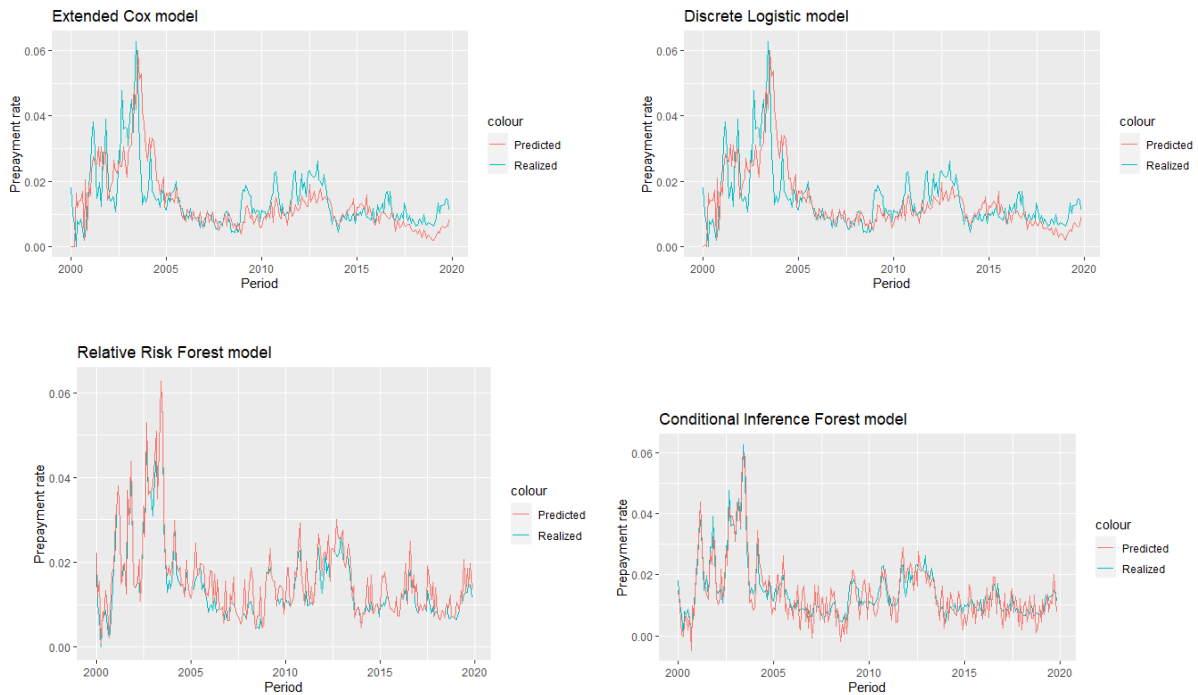 Extended Cox model
Prepayment rate
0.06
0.04
0.02
0.00
2000 2005 2010 2015 2020
Period
colour
Predicted
Realized
Discrete Logistic model
Prepayment rate
0.06
0.04
0.02
0.00
2000 2005 2010 2015 2020
Period
colour
Predicted
Realized
Relative Risk Forest model
Prepayment rate
0.06
0.04
0.02
0.00
2000 2005 2010 2015 2020
Period
colour
Predicted
Realized
Conditional Inference Forest model
Prepayment rate
0.06
0.04
0.02
0.00
2000 2005 2010 2015 2020
Period
colour
Predicted
Realized